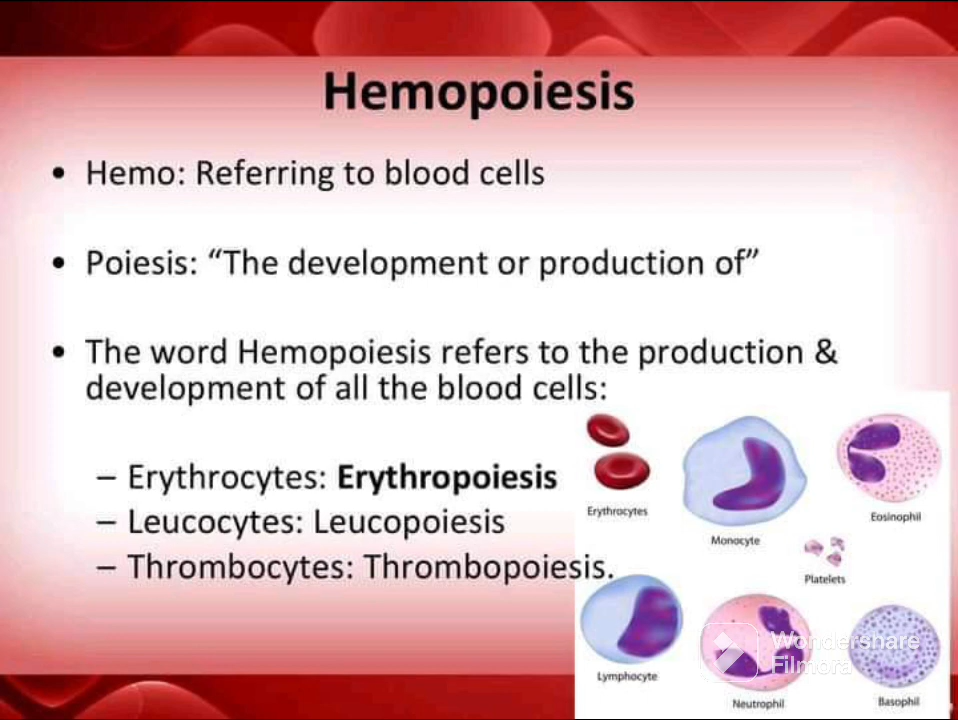 Hemopoiesis
• Hemo: Referring to blood cells
• Poiesis: “The development or production of”
• The word Hemopoiesis refers to the production &
development of all the blood cells:
– Erythrocytes: Erythropoiesis
– Leucocytes: Leucopoiesis
– Thrombocytes: Thrombopoiesis.
Erythrocytes
Monocyte
Eosinophil
Platelets
Lymphocyte
Neutrophil
Basophil
Wondershare
Filmora